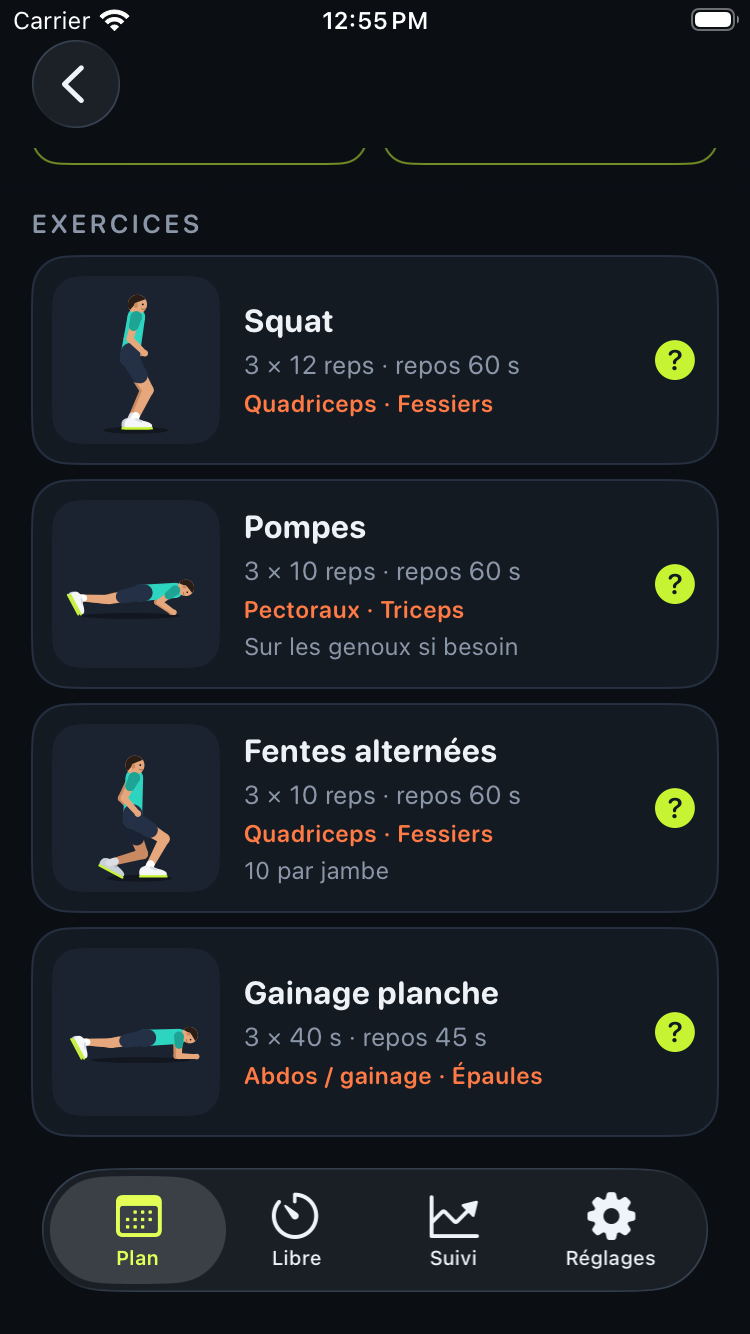 Carrier
12:55 PM
EXERCICES
Squat
3 × 12 reps · repos 60 s
Quadriceps · Fessiers
?
Pompes
3 × 10 reps · repos 60 s
Pectoraux · Triceps
Sur les genoux si besoin
?
Fentes alternées
3 × 10 reps · repos 60 s
Quadriceps · Fessiers
10 par jambe
?
Gainage planche
3 × 40 s · repos 45 s
Abdos / gainage · Épaules
?
Plan
Libre
Suivi
Réglages